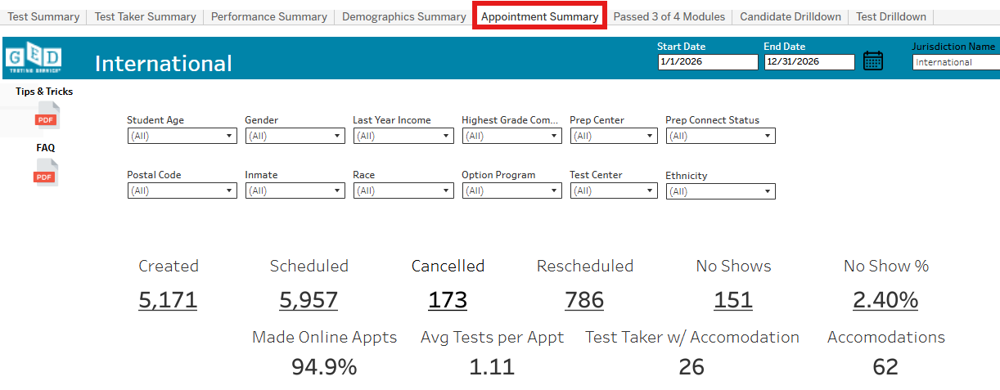 Test Summary Test Taker Summary Performance Summary Demographics Summary Appointment Summary Passed 3 of 4 Modules Candidate Drilldown Test Drilldown
GED
TESTING SERVICE
International
Start Date End Date Jurisdiction Name
1/1/2026 12/31/2026 International
Tips & Tricks
PDF
FAQ
PDF
Student Age Gender Last Year Income Highest Grade Com... Prep Center Prep Connect Status
(All) (All) (All) (All) (All) (All)
Postal Code Inmate Race Option Program Test Center Ethnicity
(All) (All) (All) (All) (All) (All)
Created Scheduled Cancelled Rescheduled No Shows No Show %
5,171 5,957 173 786 151 2.40%
Made Online Appts Avg Tests per Appt Test Taker w/ Accomodation Accomodations
94.9% 1.11 26 62